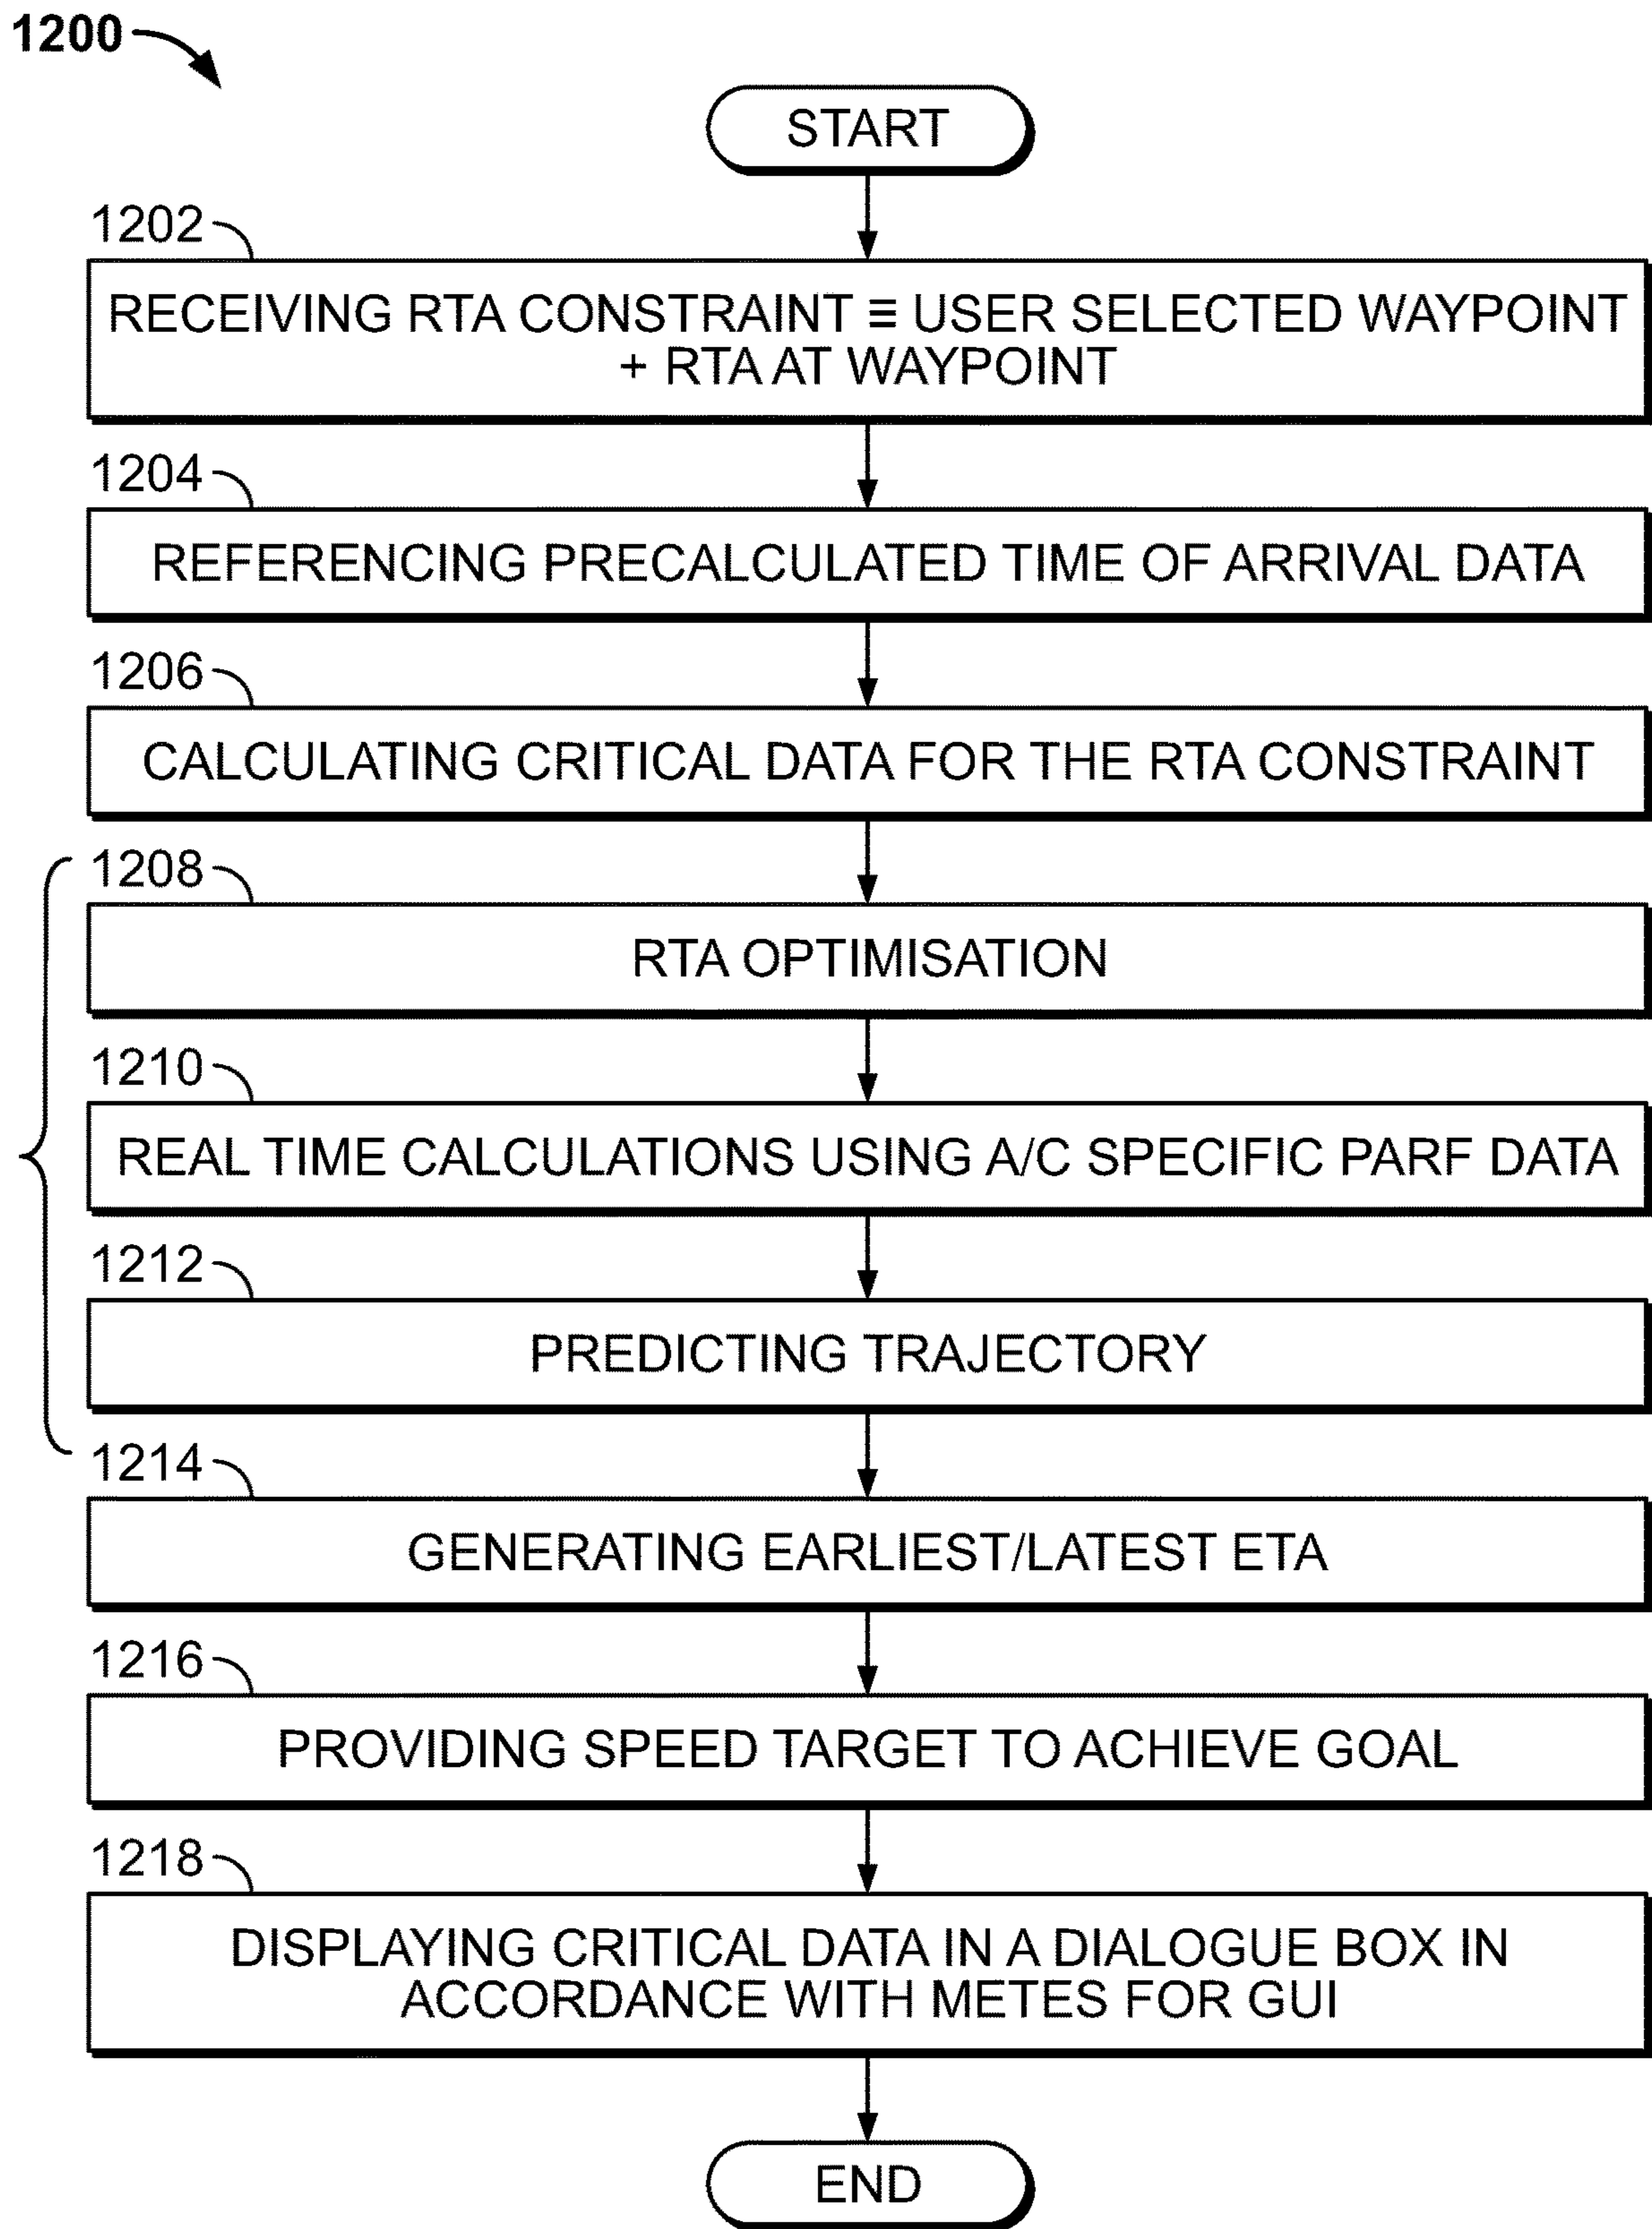 1200
START
1202
RECEIVING RTA CONSTRAINT ≡ USER SELECTED WAYPOINT
+ RTA AT WAYPOINT
1204
REFERENCING PRECALCULATED TIME OF ARRIVAL DATA
1206
CALCULATING CRITICAL DATA FOR THE RTA CONSTRAINT
1208
RTA OPTIMISATION
1210
REAL TIME CALCULATIONS USING A/C SPECIFIC PARF DATA
1212
PREDICTING TRAJECTORY
1214
GENERATING EARLIEST/LATEST ETA
1216
PROVIDING SPEED TARGET TO ACHIEVE GOAL
1218
DISPLAYING CRITICAL DATA IN A DIALOGUE BOX IN
ACCORDANCE WITH METES FOR GUI
END